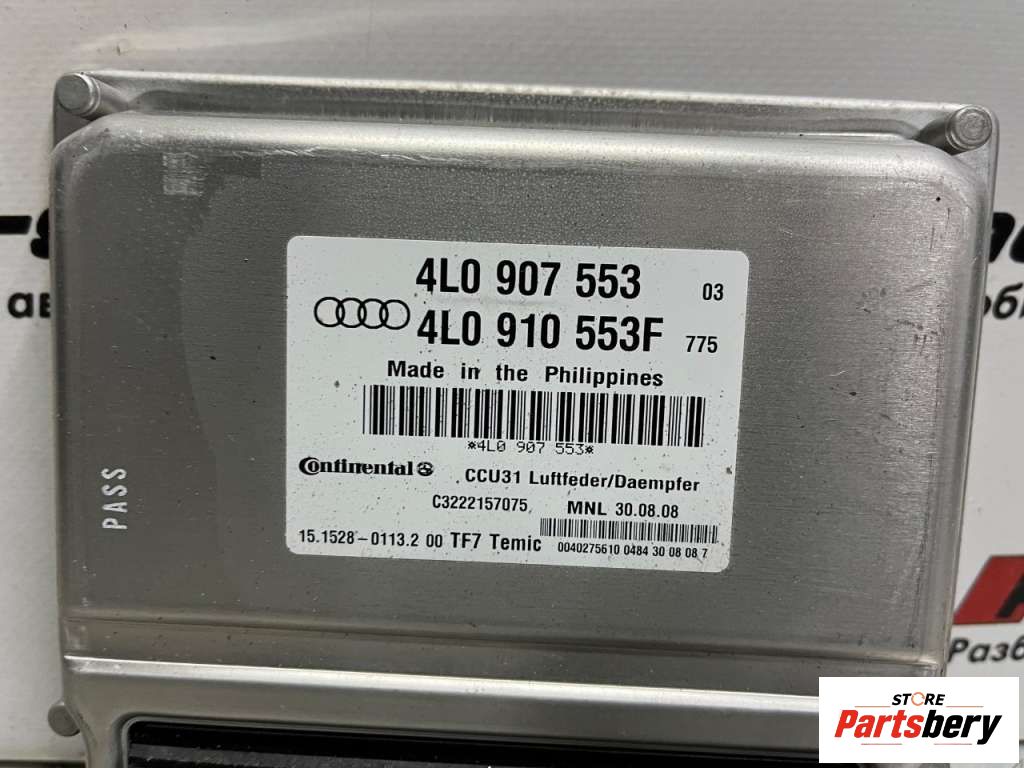 4L0 907 553 03
4L0 910 553F 775
Made in the Philippines
*4L0 907 553*
Continental
CCU31 Luftfeder/Daempfer
C3222157075
MNL 30.08.08
15.1528-0113.2 00 TF7 Temic
0040275610 0484 30 08 08 7
PASS
Разб
STORE
Partsbery